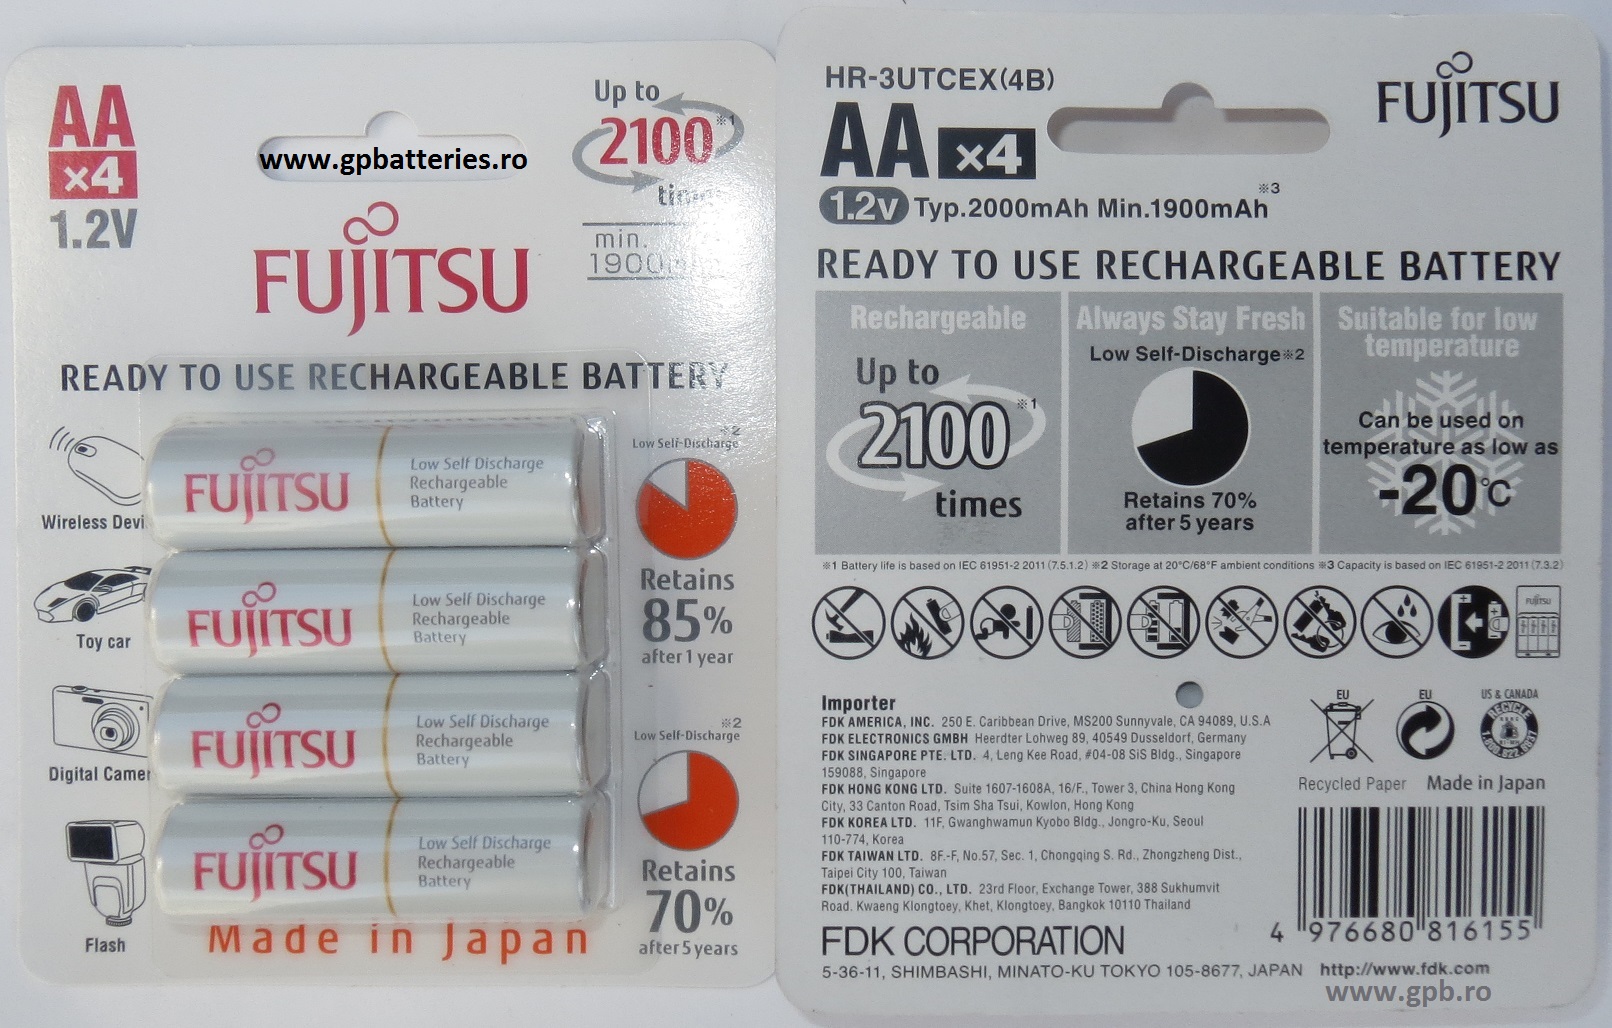 AA
x4
1.2V
www.gpbatteries.ro
Up to
2100※1
times
min.
1900mAh
FUJITSU
READY TO USE RECHARGEABLE BATTERY
Wireless Devi
Toy car
Digital Camer
Flash
FUJITSU
Low Self Discharge
Rechargeable
Battery
FUJITSU
Low Self Discharge
Rechargeable
Battery
FUJITSU
Low Self Discharge
Rechargeable
Battery
FUJITSU
Low Self Discharge
Rechargeable
Battery
※2
Low Self-Discharge
Retains
85%
after 1 year
※2
Low Self-Discharge
Retains
70%
after 5 years
Made in Japan
HR-3UTCEX(4B)
FUJITSU
AA x4
1.2V Typ.2000mAh Min.1900mAh※3
READY TO USE RECHARGEABLE BATTERY
Rechargeable
Up to
2100※1
times
Always Stay Fresh
Low Self-Discharge※2
Retains 70%
after 5 years
Suitable for low
temperature
Can be used on
temperature as low as
-20℃
※1 Battery life is based on IEC 61951-2 2011 (7.5.1.2) ※2 Storage at 20°C/68°F ambient conditions ※3 Capacity is based on IEC 61951-2 2011 (7.3.2)
FUJITSU
Importer
FDK AMERICA, INC. 250 E. Caribbean Drive, MS200 Sunnyvale, CA 94089, U.S.A
FDK ELECTRONICS GMBH Heerdter Lohweg 89, 40549 Dusseldorf, Germany
FDK SINGAPORE PTE. LTD. 4, Leng Kee Road, #04-08 SiS Bldg., Singapore
159088, Singapore
FDK HONG KONG LTD. Suite 1607-1608A, 16/F., Tower 3, China Hong Kong
City, 33 Canton Road, Tsim Sha Tsui, Kowlon, Hong Kong
FDK KOREA LTD. 11F, Gwanghwamun Kyobo Bldg., Jongro-Ku, Seoul
110-774, Korea
FDK TAIWAN LTD. 8F.-F, No.57, Sec. 1, Chongqing S. Rd., Zhongzheng Dist.,
Taipei City 100, Taiwan
FDK(THAILAND) CO., LTD. 23rd Floor, Exchange Tower, 388 Sukhumvit
Road. Kwaeng Klongtoey, Khet, Klongtoey, Bangkok 10110 Thailand
FDK CORPORATION
5-36-11, SHIMBASHI, MINATO-KU TOKYO 105-8677, JAPAN http://www.fdk.com
EU
EU
US & CANADA
RECYCLE
Recycled Paper Made in Japan
4 976680 816155
www.gpb.ro